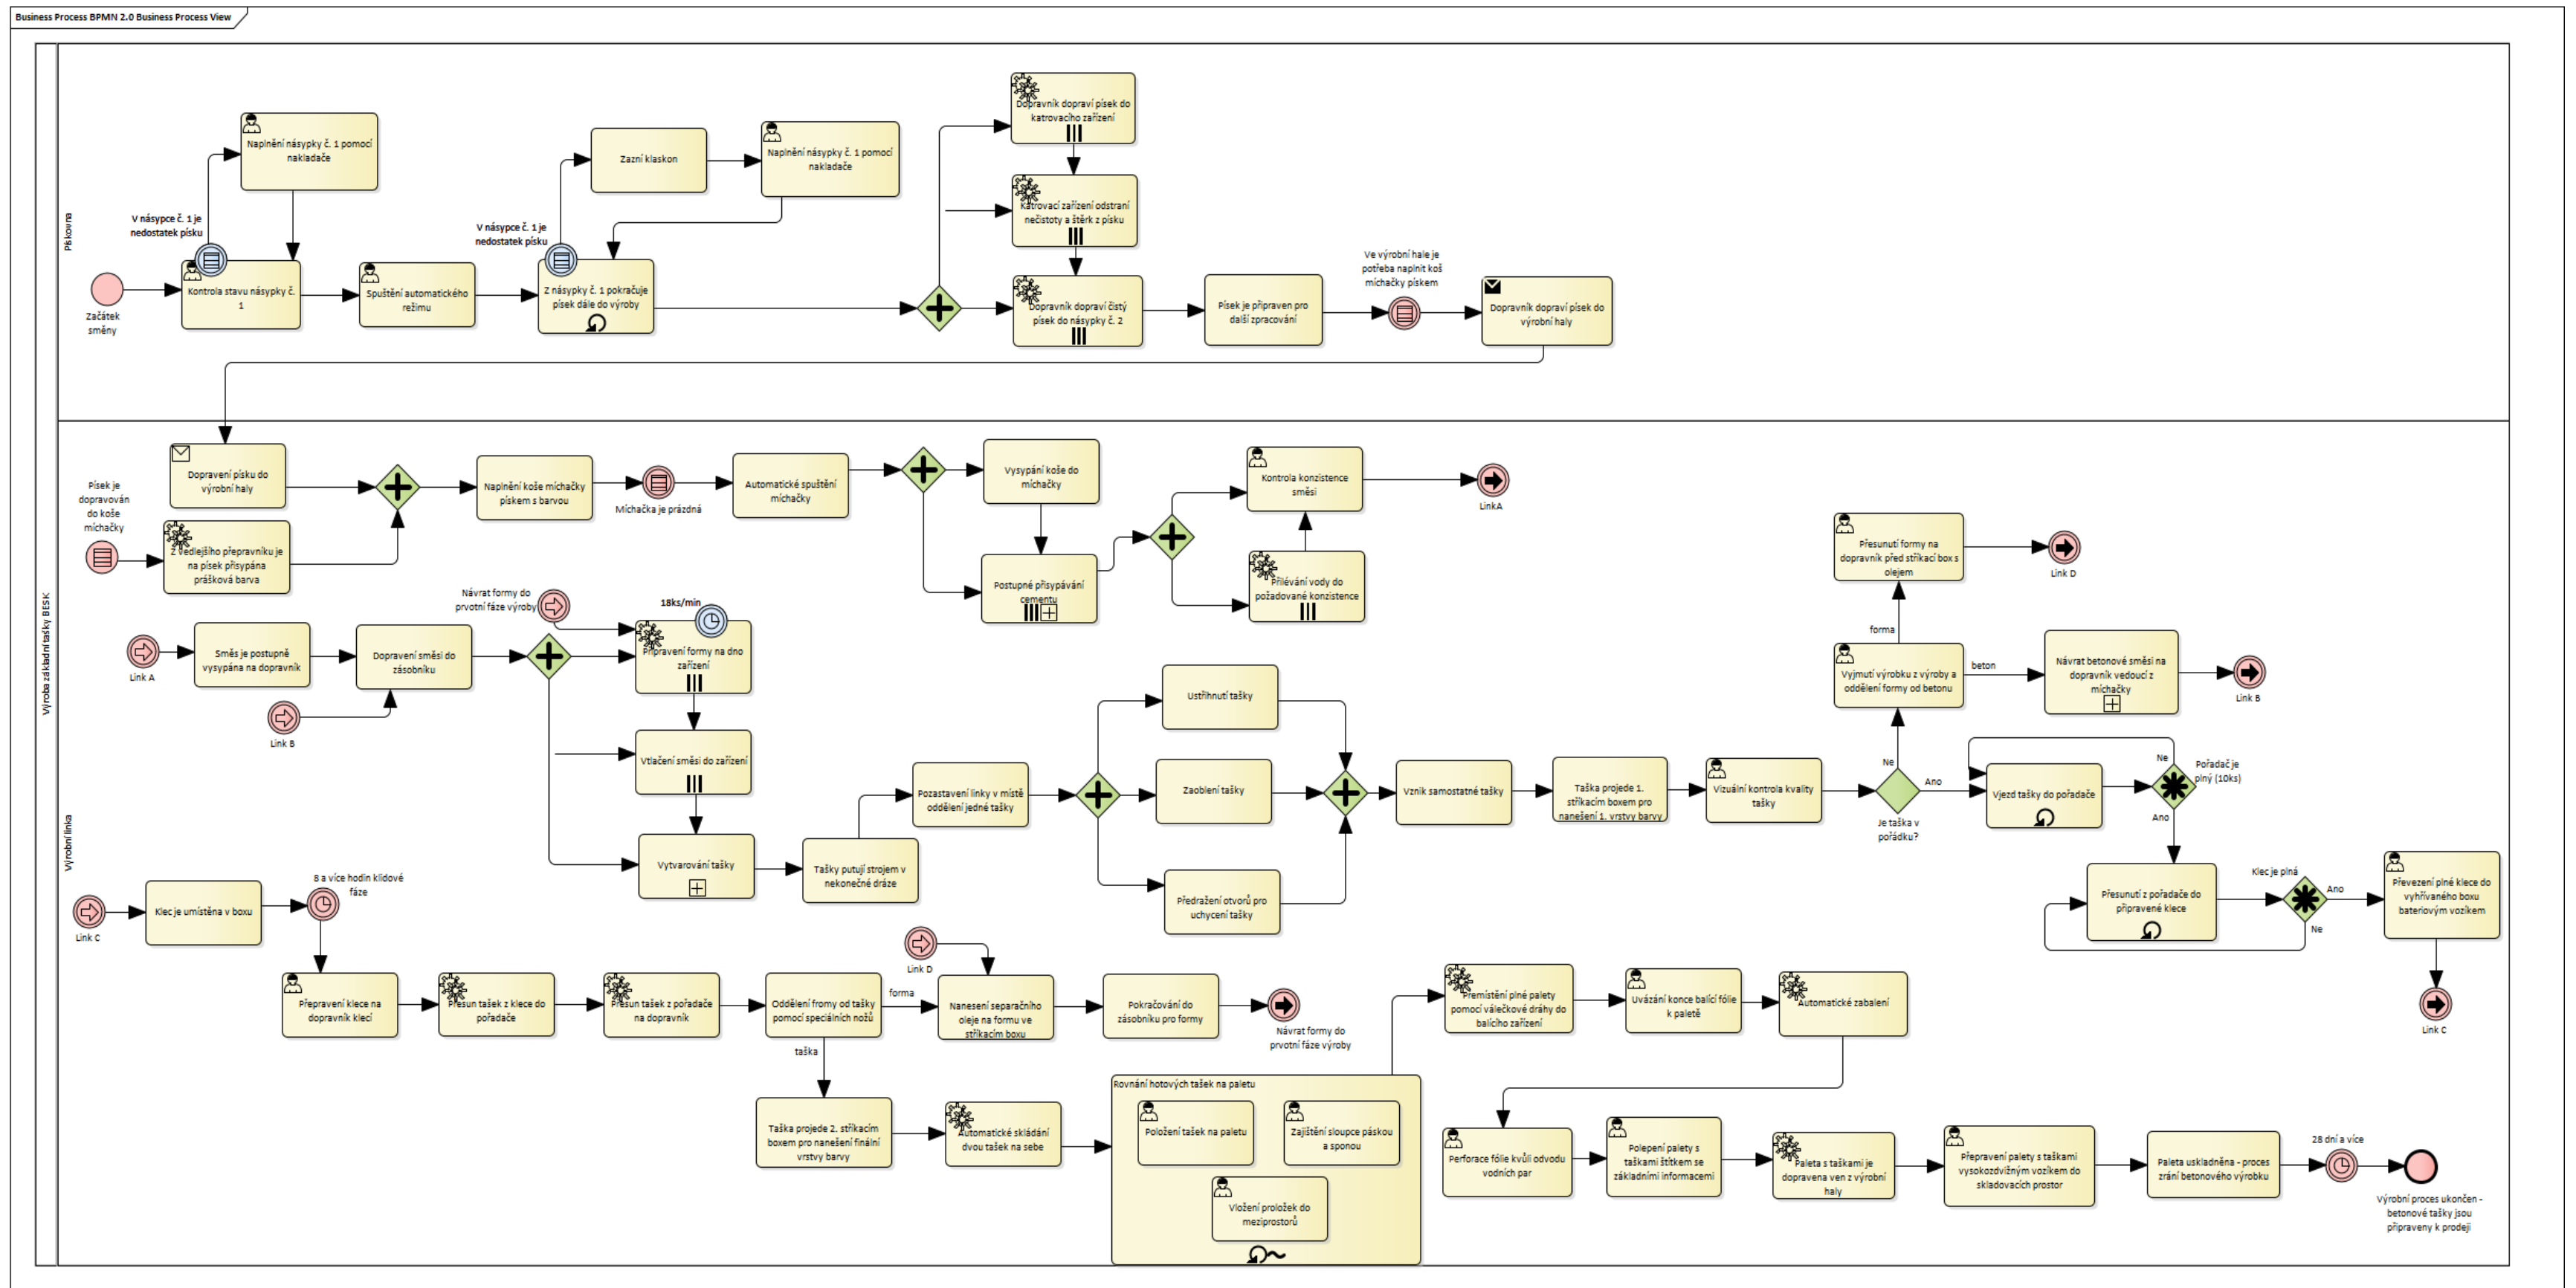 Business Process BPMN 2.0 Business Process View
Výroba základní tašky BESK
Pískovna
Začátek
směny
V násypce č. 1 je
nedostatek písku
Naplnění násypky č. 1 pomocí
nakladače
Kontrola stavu násypky č.
1
Spuštění automatického
režimu
V násypce č. 1 je
nedostatek písku
Zazní klaskon
Naplnění násypky č. 1 pomocí
nakladače
Z násypky č. 1 pokračuje
písek dále do výroby
Dopravník dopraví písek do
katrovacího zařízení
Katrovací zařízení odstraní
nečistoty a štěrk z písku
Dopravník dopraví čistý
písek do násypky č. 2
Písek je připraven pro
další zpracování
Ve výrobní hale je
potřeba naplnit koš
míchačky pískem
Dopravník dopraví písek do
výrobní haly
Výrobní linka
Dopravení písku do
výrobní haly
Písek je
dopravován
do koše
míchačky
Z vedlejšího přepravníku je
na písek přisypána
prášková barva
Naplnění koše míchačky
pískem s barvou
Míchačka je prázdná
Automatické spuštění
míchačky
Vysypání koše do
míchačky
Postupné přisypávání
cementu
Kontrola konzistence
směsi
Přilévání vody do
požadované konzistence
LinkA
Link A
Směs je postupně
vysypána na dopravník
Link B
Dopravení směsi do
zásobníku
Návrat formy do
prvotní fáze výroby
18ks/min
Připravení formy na dno
zařízení
Vtlačení směsi do zařízení
Vytvarování tašky
Tašky putují strojem v
nekonečné dráze
Pozastavení linky v místě
oddělení jedné tašky
Ustřihnutí tašky
Zaoblení tašky
Předražení otvorů pro
uchycení tašky
Vznik samostatné tašky
Taška projede 1.
stříkacím boxem pro
nanešení 1. vrstvy barvy
Vizuální kontrola kvality
tašky
Je taška v
pořádku?
Ne
Ano
Vyjmutí výrobku z výroby a
oddělení formy od betonu
forma
Přesunutí formy na
dopravník před stříkací box s
olejem
Link D
beton
Návrat betonové směsi na
dopravník vedoucí z
míchačky
Link B
Vjezd tašky do pořadače
Ne
Pořadač je
plný (10ks)
Ano
Přesunutí z pořadače do
připravené klece
Klec je plná
Ano
Ne
Převezení plné klece do
vyhřívaného boxu
bateriovým vozíkem
Link C
Link C
Klec je umístěna v boxu
8 a více hodin klidové
fáze
Přepravení klece na
dopravník klecí
Přesun tašek z klece do
pořadače
Přesun tašek z pořadače
na dopravník
Oddělení fromy od tašky
pomocí speciálních nožů
forma
taška
Link D
Nanesení separačního
oleje na formu ve
stříkacím boxu
Pokračování do
zásobníku pro formy
Návrat formy do
prvotní fáze výroby
Taška projede 2. stříkacím
boxem pro nanešení finální
vrstvy barvy
Automatické skládání
dvou tašek na sebe
Rovnání hotových tašek na paletu
Položení tašek na paletu
Zajištění sloupce páskou
a sponou
Vložení proložek do
meziprostorů
Premístění plné palety
pomocí válečkové dráhy do
balícího zařízení
Uvázání konce balící fólie
k paletě
Automatické zabalení
Perforace fólie kvůli odvodu
vodních par
Polepení palety s
taškami štítkem se
základními informacemi
Paleta s taškami je
dopravena ven z výrobní
haly
Přepravení palety s taškami
vysokozdvižným vozíkem do
skladovacích prostor
Paleta uskladněna - proces
zrání betonového výrobku
28 dní a více
Výrobní proces ukončen -
betonové tašky jsou
připraveny k prodeji